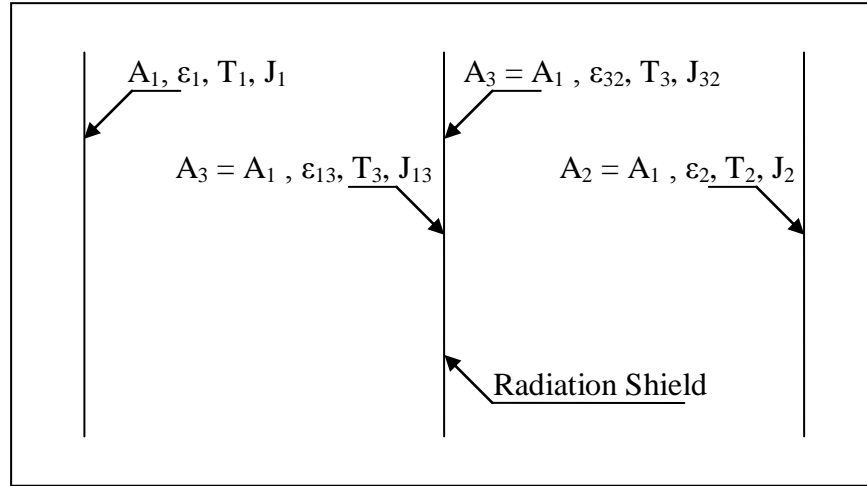 A₁, ε₁, T₁, J₁
A₃ = A₁ , ε₃₂, T₃, J₃₂
A₃ = A₁ , ε₁₃, T₃, J₁₃
A₂ = A₁ , ε₂, T₂, J₂
Radiation Shield